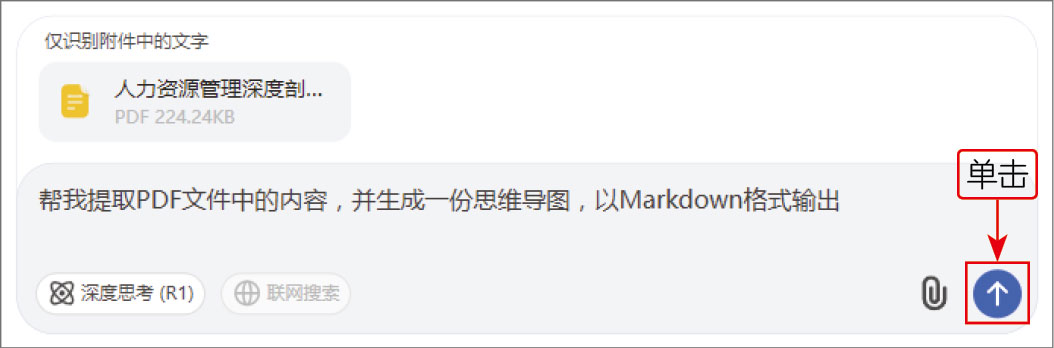 仅识别附件中的文字
人力资源管理深度剖...
PDF 224.24KB
单击
帮我提取PDF文件中的内容，并生成一份思维导图，以Markdown格式输出
深度思考 (R1)
联网搜索